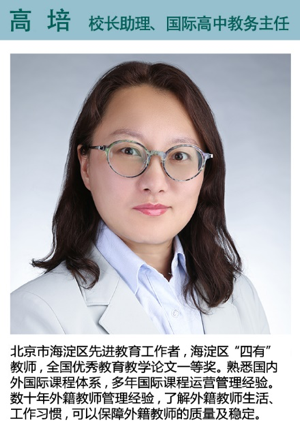 高 培 校长助理、国际高中教务主任
北京市海淀区先进教育工作者，海淀区“四有”
教师，全国优秀教育教学论文一等奖。熟悉国内
外国际课程体系，多年国际课程运营管理经验。
数十年外籍教师管理经验，了解外籍教师生活、
工作习惯，可以保障外籍教师的质量及稳定。